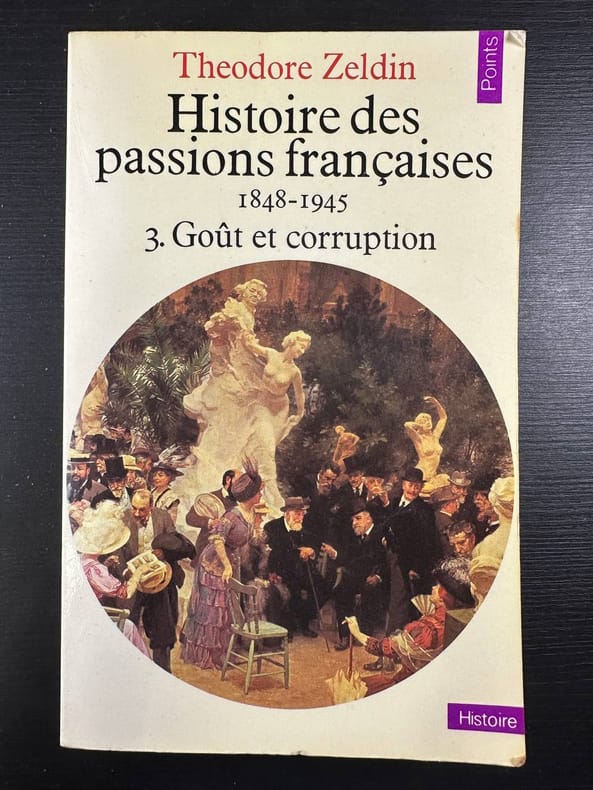 Points
Theodore Zeldin
Histoire des
passions françaises
1848-1945
3. Goût et corruption
Histoire